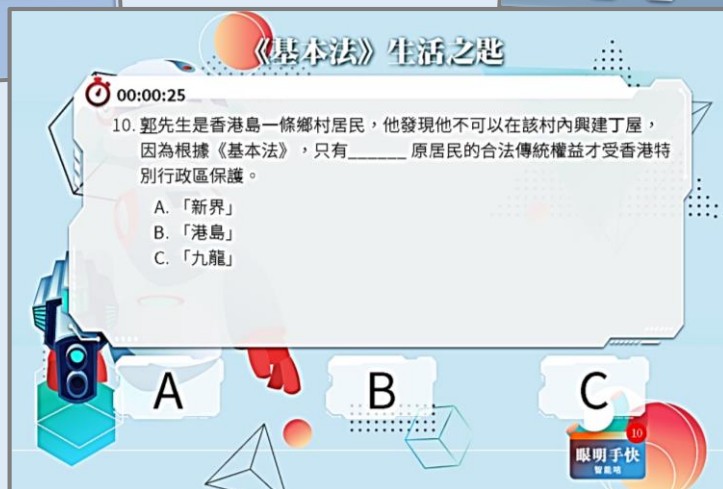 《基本法》生活之匙
00:00:25
10. 郭先生是香港島一條鄉村居民，他發現他不可以在該村內興建丁屋，
因為根據《基本法》，只有______ 原居民的合法傳統權益才受香港特
別行政區保護。
A. 「新界」
B. 「港島」
C. 「九龍」
A
B
C
10
眼明手快
智能咭